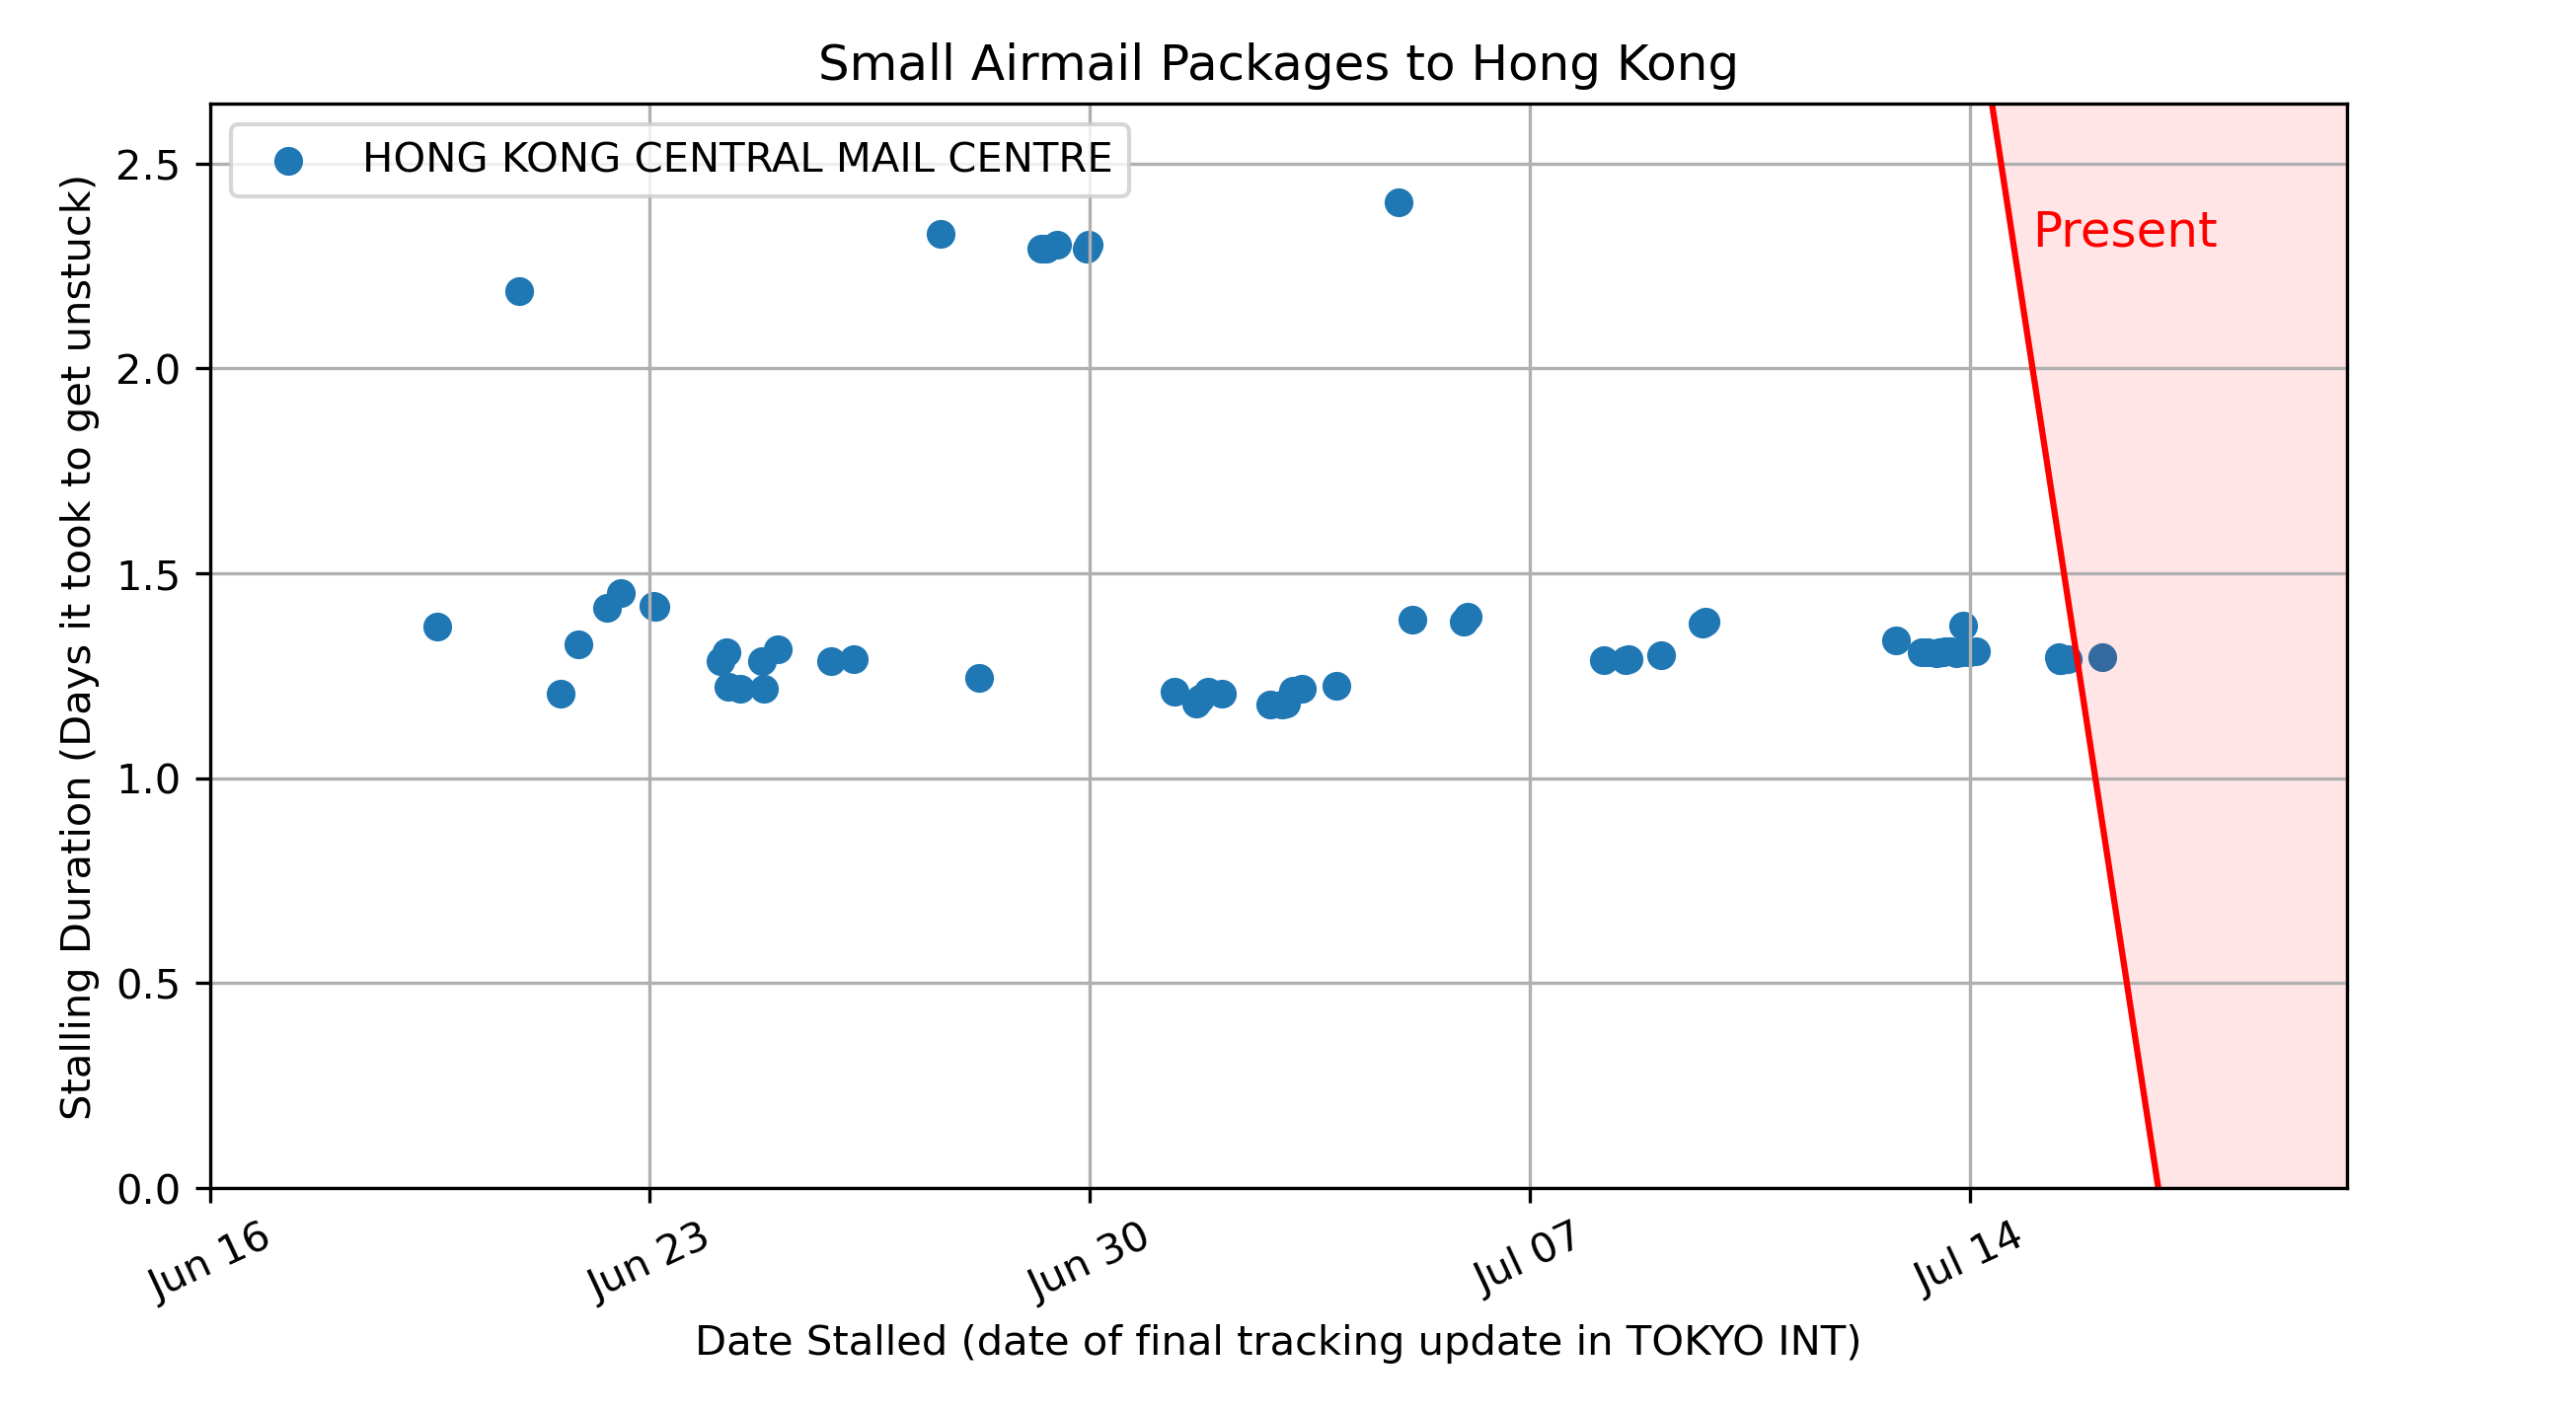 Small Airmail Packages to Hong Kong
HONG KONG CENTRAL MAIL CENTRE
Present
Stalling Duration (Days it took to get unstuck)
2.5
2.0
1.5
1.0
0.5
0.0
Jun 16
Jun 23
Jun 30
Jul 07
Jul 14
Date Stalled (date of final tracking update in TOKYO INT)